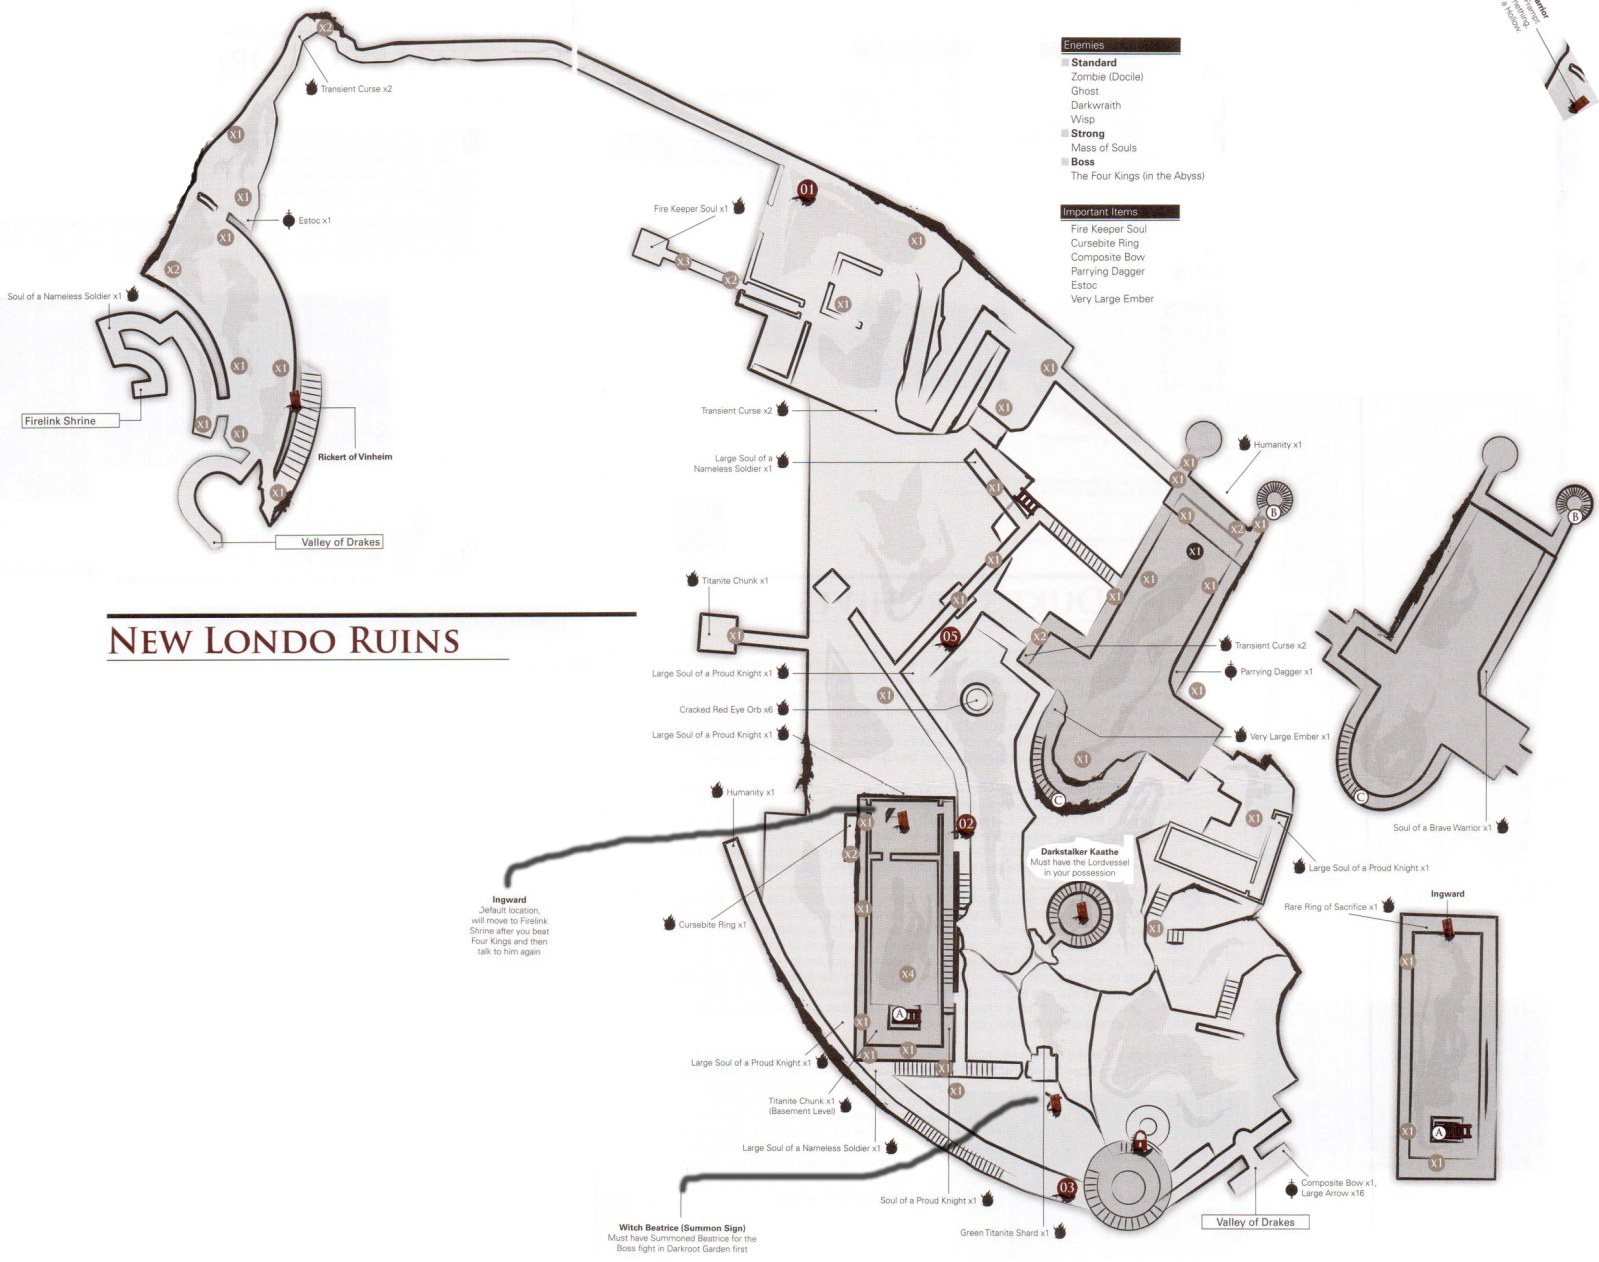 arrior
Frampt
mething,
a Hollow.
Enemies
Standard
Zombie (Docile)
Ghost
Darkwraith
Wisp
Strong
Mass of Souls
Boss
The Four Kings (in the Abyss)
Important Items
Fire Keeper Soul
Cursebite Ring
Composite Bow
Parrying Dagger
Estoc
Very Large Ember
x2
Transient Curse x2
x1
x1
Estoc x1
x1
x2
Soul of a Nameless Soldier x1
x1
x1
Firelink Shrine
x1
x1
Rickert of Vinheim
x1
Valley of Drakes
NEW LONDO RUINS
01
Fire Keeper Soul x1
x3
x2
x1
x1
x1
x1
Transient Curse x2
Large Soul of a
Nameless Soldier x1
x1
x1
x1
Humanity x1
B
x1
x2
x1
x1
x1
x1
x1
x1
x1
Titanite Chunk x1
x1
05
x2
Transient Curse x2
Large Soul of a Proud Knight x1
Parrying Dagger x1
x1
x1
Cracked Red Eye Orb x6
Large Soul of a Proud Knight x1
Very Large Ember x1
x1
C
B
C
Soul of a Brave Warrior x1
Humanity x1
x1
x2
02
x1
Large Soul of a Proud Knight x1
Darkstalker Kaathe
Must have the Lordvessel
in your possession
Ingward
Default location,
will move to Firelink
Shrine after you beat
Four Kings and then
talk to him again
Cursebite Ring x1
x1
x4
A
x1
x1
x1
x1
x1
x1
Ingward
Rare Ring of Sacrifice x1
x1
x1
A
x1
Large Soul of a Proud Knight x1
Titanite Chunk x1
(Basement Level)
Large Soul of a Nameless Soldier x1
Soul of a Proud Knight x1
03
Green Titanite Shard x1
Composite Bow x1,
Large Arrow x16
Valley of Drakes
Witch Beatrice (Summon Sign)
Must have Summoned Beatrice for the
Boss fight in Darkroot Garden first